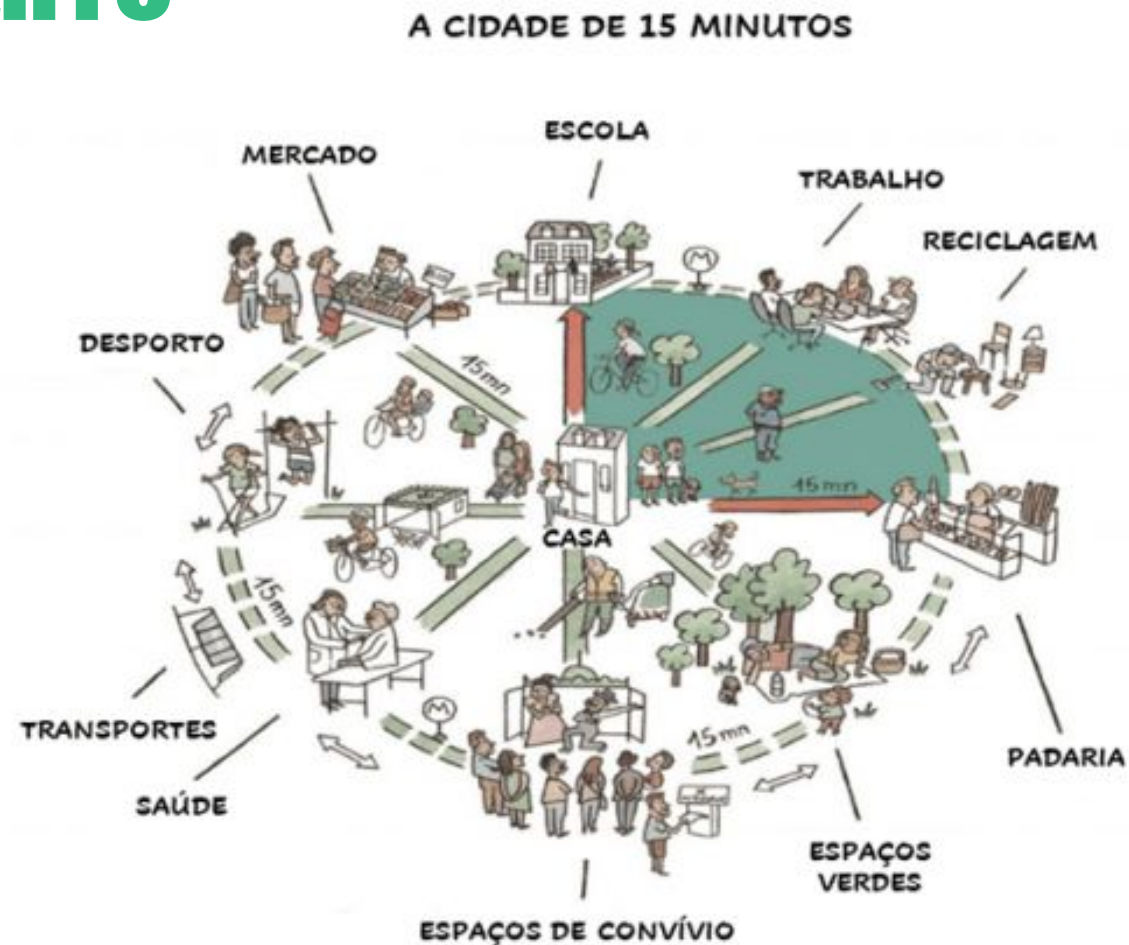 A CIDADE DE 15 MINUTOS
ESCOLA
MERCADO
TRABALHO
RECICLAGEM
M
DESPORTO
15mn
15mn
CASA
15mn
M
15mn
TRANSPORTES
PADARIA
SAÚDE
ESPAÇOS
VERDES
ESPAÇOS DE CONVÍVIO